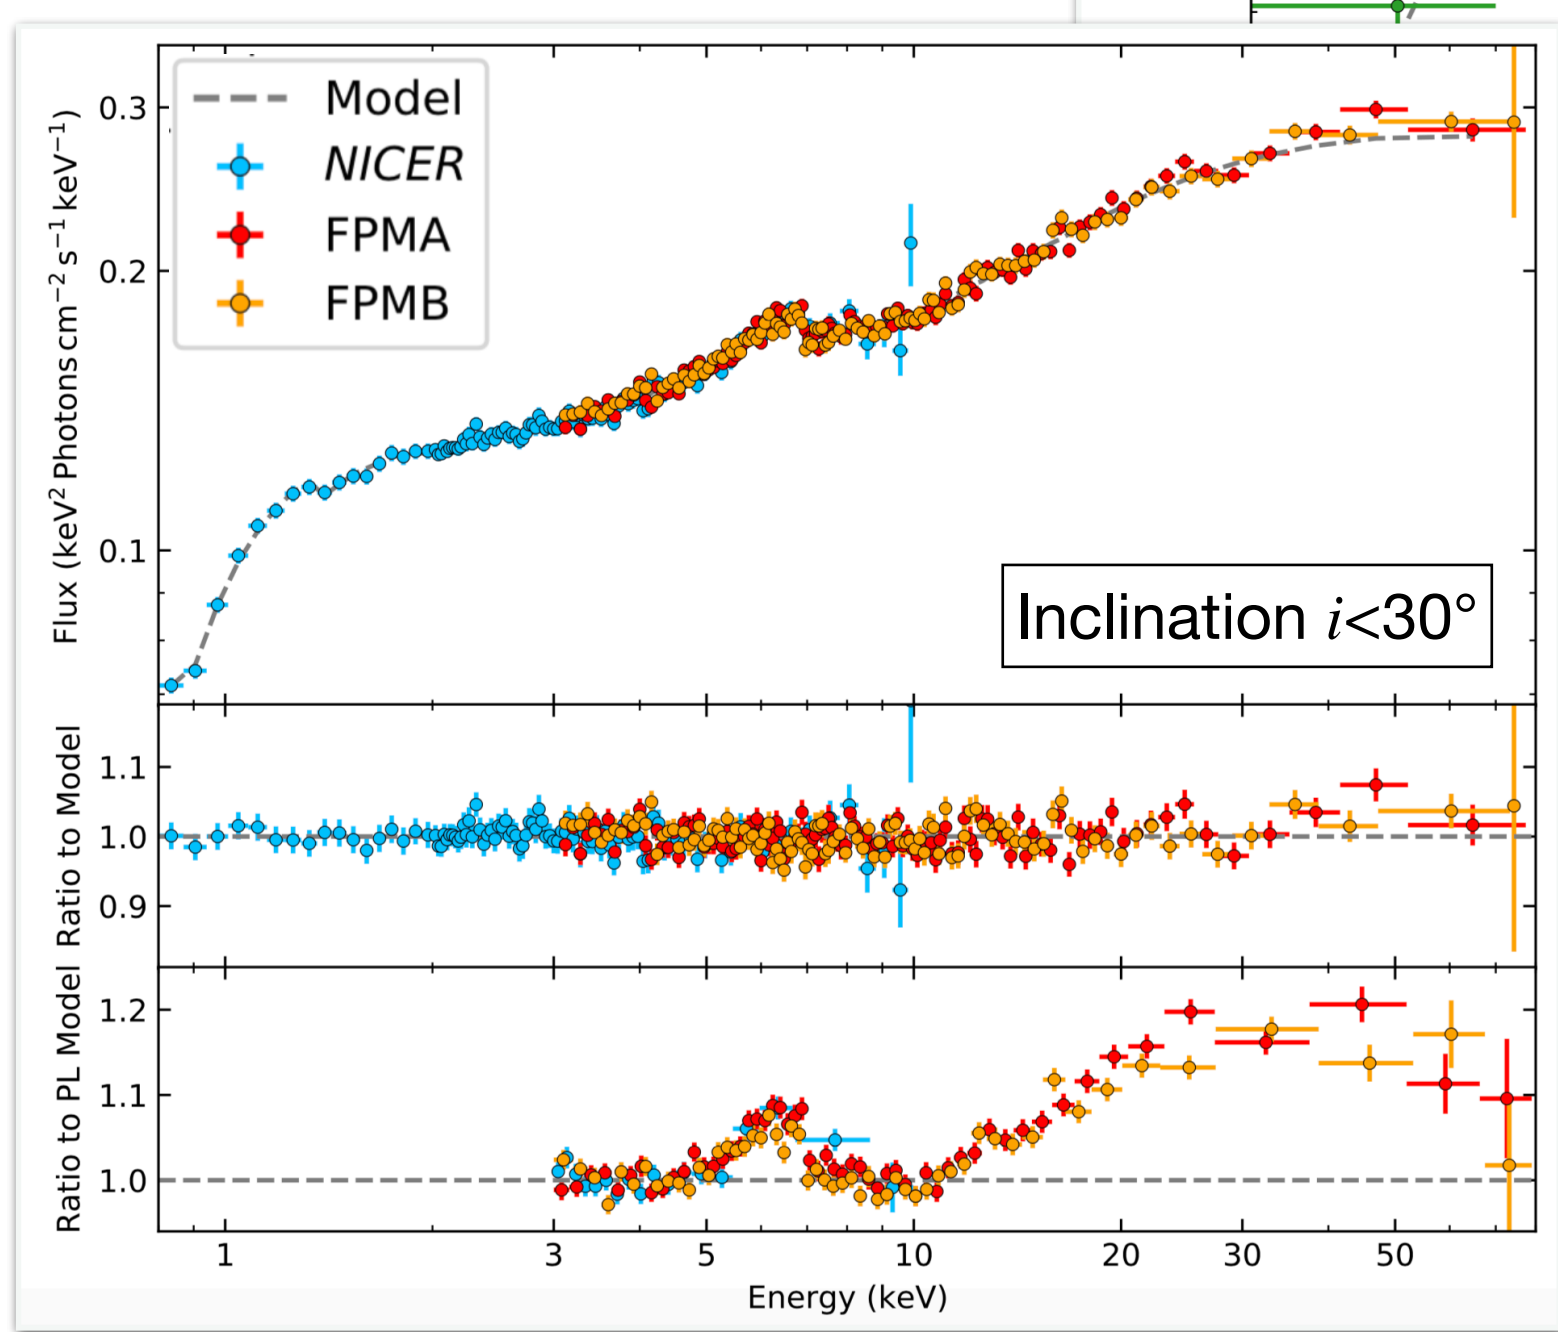 Model
NICER
FPMA
FPMB
Flux (keV² Photons cm⁻² s⁻¹ keV⁻¹)
0.3
0.2
0.1
Inclination i<30°
Ratio to Model
1.1
1.0
0.9
Ratio to PL Model
1.2
1.1
1.0
1 3 5 10 20 30 50
Energy (keV)